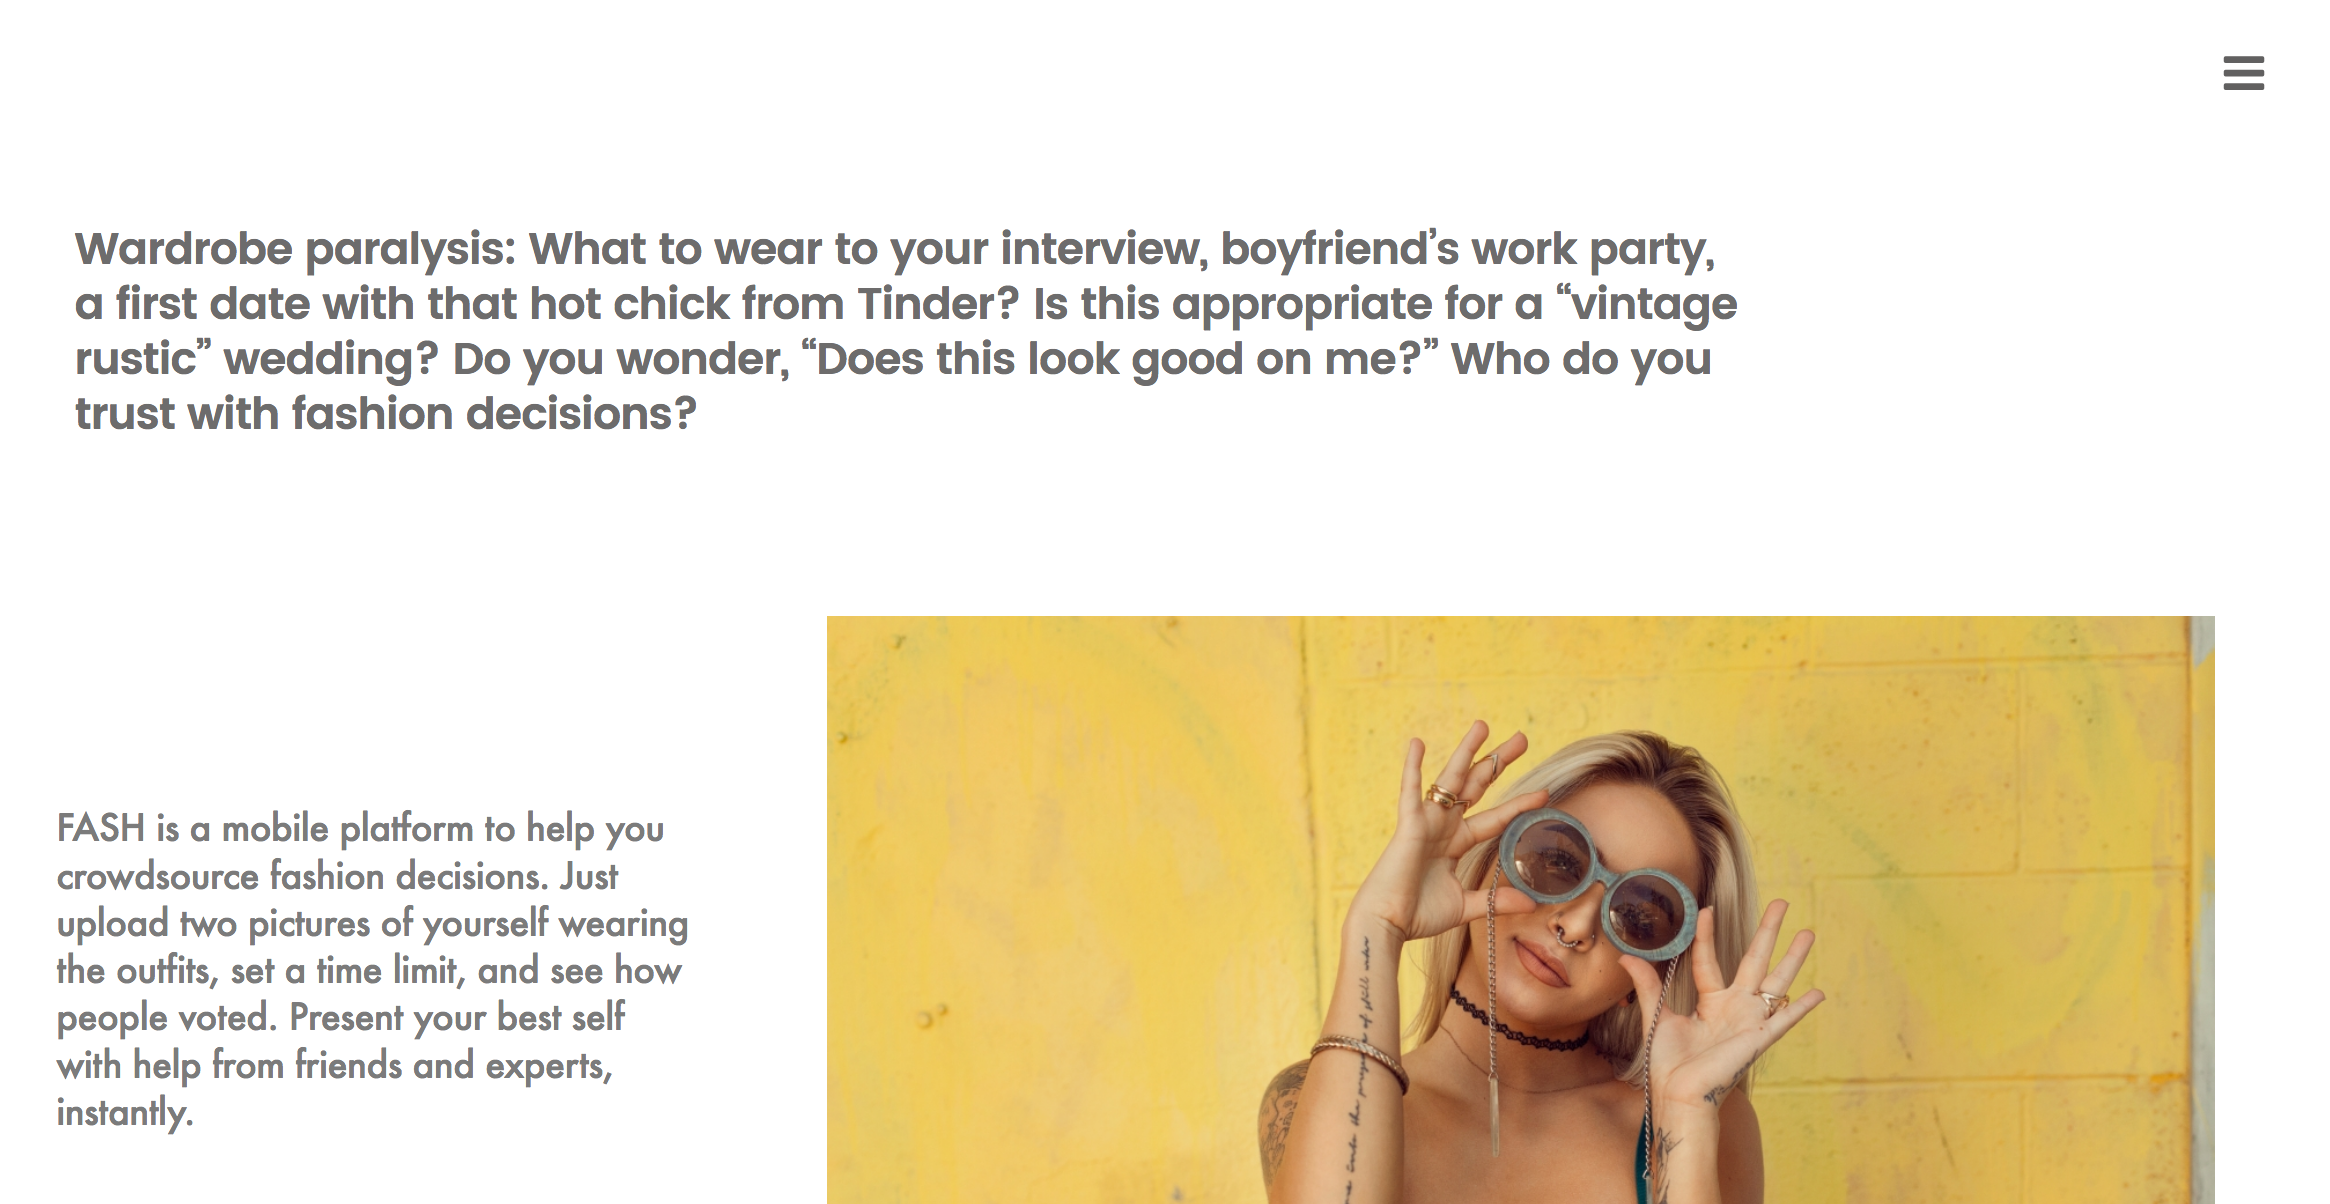 Wardrobe paralysis: What to wear to your interview, boyfriend’s work party,
a first date with that hot chick from Tinder? Is this appropriate for a “vintage
rustic” wedding? Do you wonder, “Does this look good on me?” Who do you
trust with fashion decisions?
FASH is a mobile platform to help you
crowdsource fashion decisions. Just
upload two pictures of yourself wearing
the outfits, set a time limit, and see how
people voted. Present your best self
with help from friends and experts,
instantly.